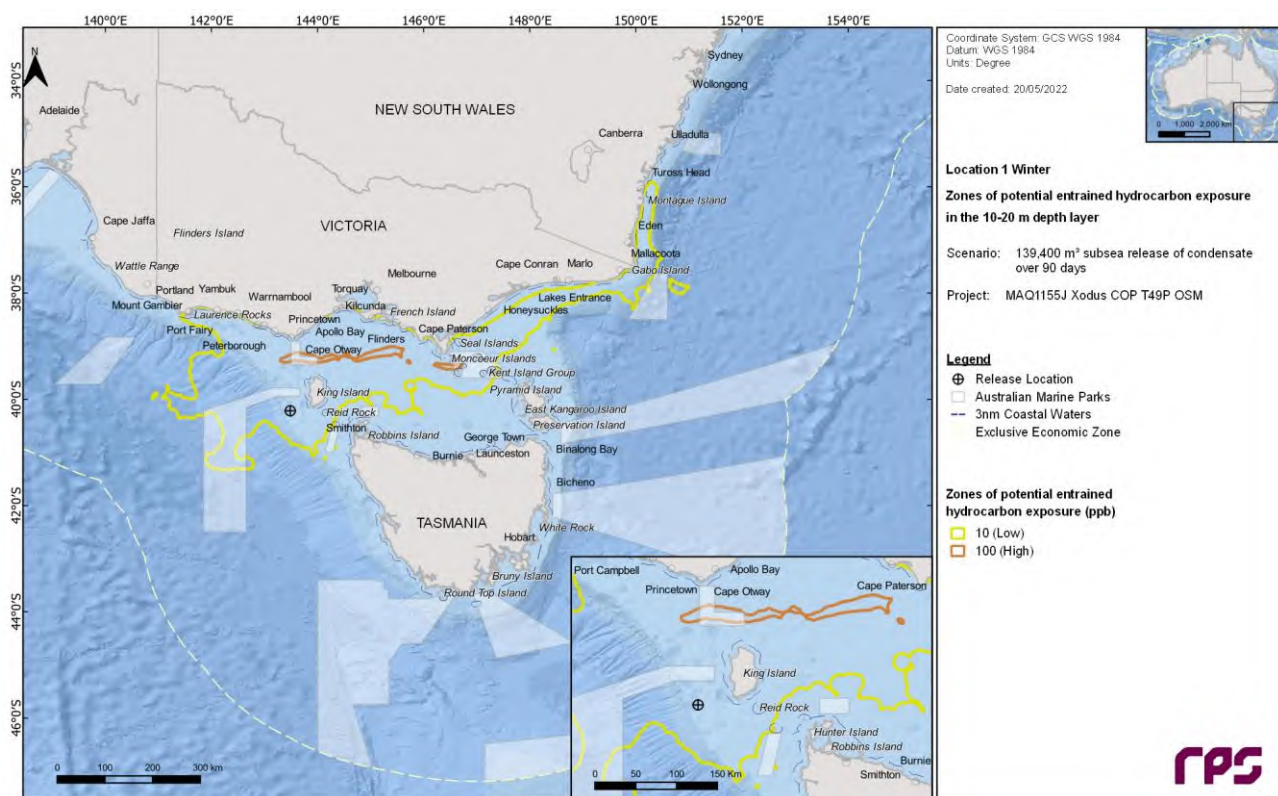 140°0'E 142°0'E 144°0'E 146°0'E 148°0'E 150°0'E 152°0'E 154°0'E
N
34°0'S
36°0'S
38°0'S
40°0'S
42°0'S
44°0'S
46°0'S
Sydney
Wollongong
NEW SOUTH WALES
Adelaide
Canberra
Ulladulla
Tuross Head
Montague Island
Cape Jaffa
Flinders Island
VICTORIA
Eden
Mallacoota
Wattle Range
Melbourne
Cape Conran
Marlo
Gabo Island
Portland
Yambuk
Torquay
Mount Gambier
Warrnambool
Kilcunda
Lakes Entrance
Laurence Rocks
Princetown
French Island
Honeysuckles
Port Fairy
Apollo Bay
Flinders
Cape Paterson
Peterborough
Cape Otway
Seal Islands
Moncoeur Islands
Kent Island Group
King Island
Pyramid Island
Reid Rock
East Kangaroo Island
Smithton
Preservation Island
Robbins Island
George Town
Burnie
Launceston
Binalong Bay
Bicheno
TASMANIA
White Rock
Hobart
Bruny Island
Round Top Island
0 100 200 300 km
Port Campbell
Apollo Bay
Princetown
Cape Otway
Cape Paterson
King Island
Reid Rock
Hunter Island
Robbins Island
Burnie
Smithton
0 50 100 150 Km
Coordinate System: GCS WGS 1984
Datum: WGS 1984
Units: Degree
Date created: 20/05/2022
0 1,000 2,000 km
Location 1 Winter
Zones of potential entrained hydrocarbon exposure
in the 10-20 m depth layer
Scenario: 139,400 m³ subsea release of condensate
over 90 days
Project: MAQ1155J Xodus COP T49P OSM
Legend
Release Location
Australian Marine Parks
3nm Coastal Waters
Exclusive Economic Zone
Zones of potential entrained
hydrocarbon exposure (ppb)
10 (Low)
100 (High)
rps